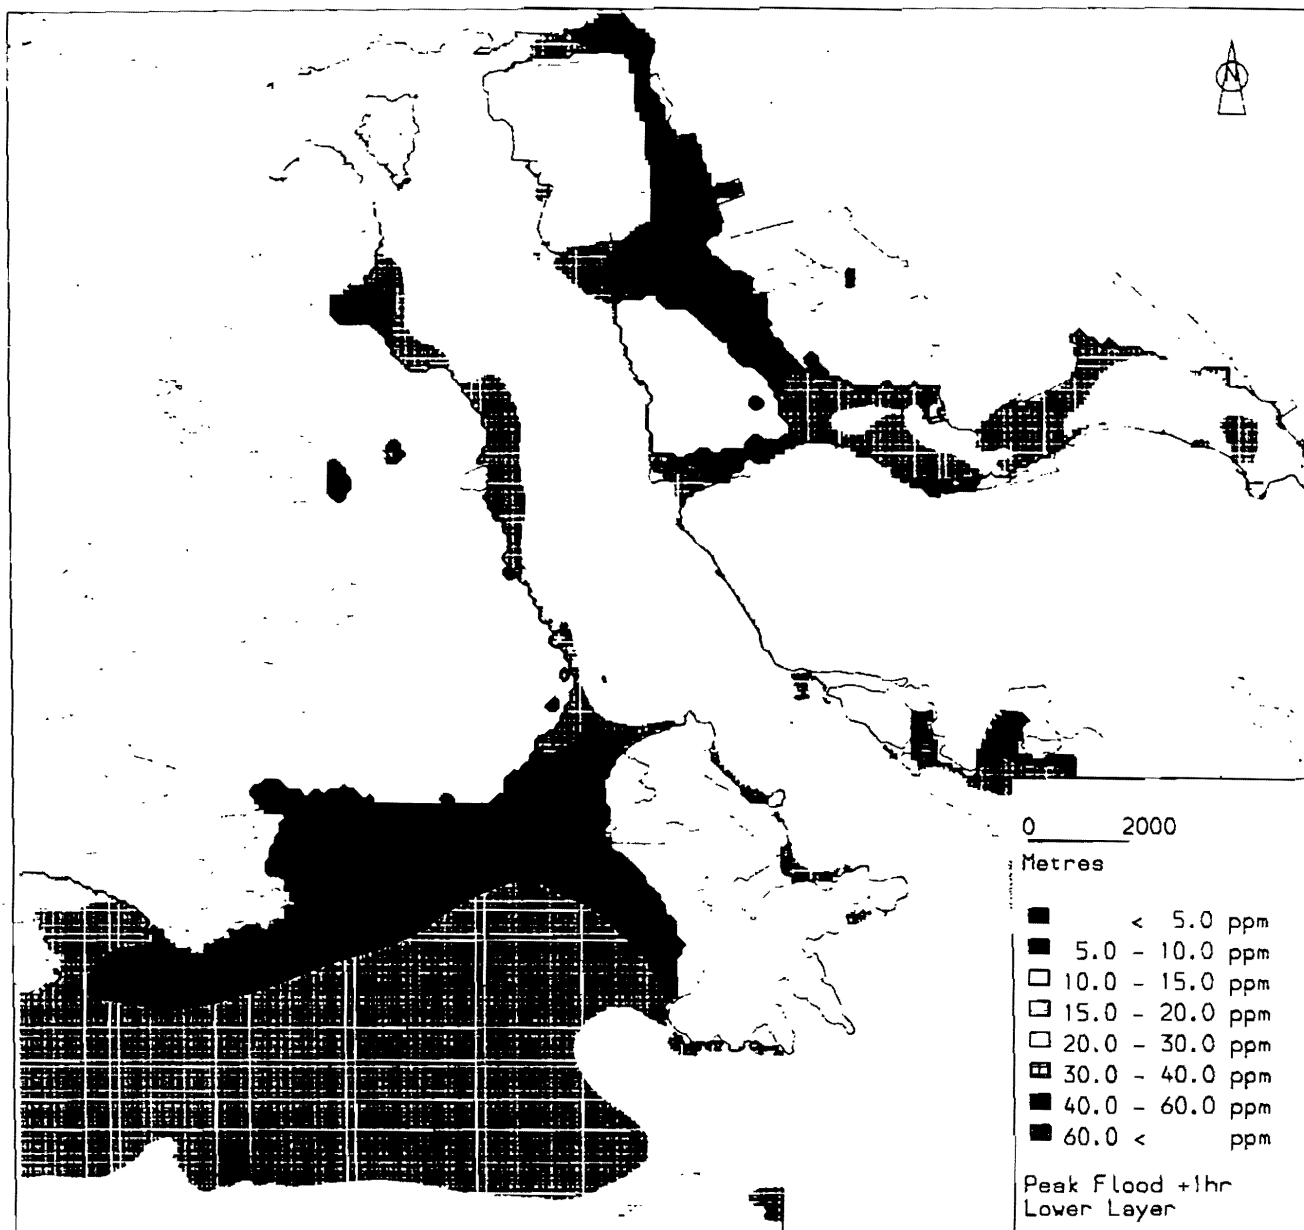 N
0 2000
Metres
< 5.0 ppm
5.0 - 10.0 ppm
10.0 - 15.0 ppm
15.0 - 20.0 ppm
20.0 - 30.0 ppm
30.0 - 40.0 ppm
40.0 - 60.0 ppm
60.0 < ppm
Peak Flood +1hr
Lower Layer